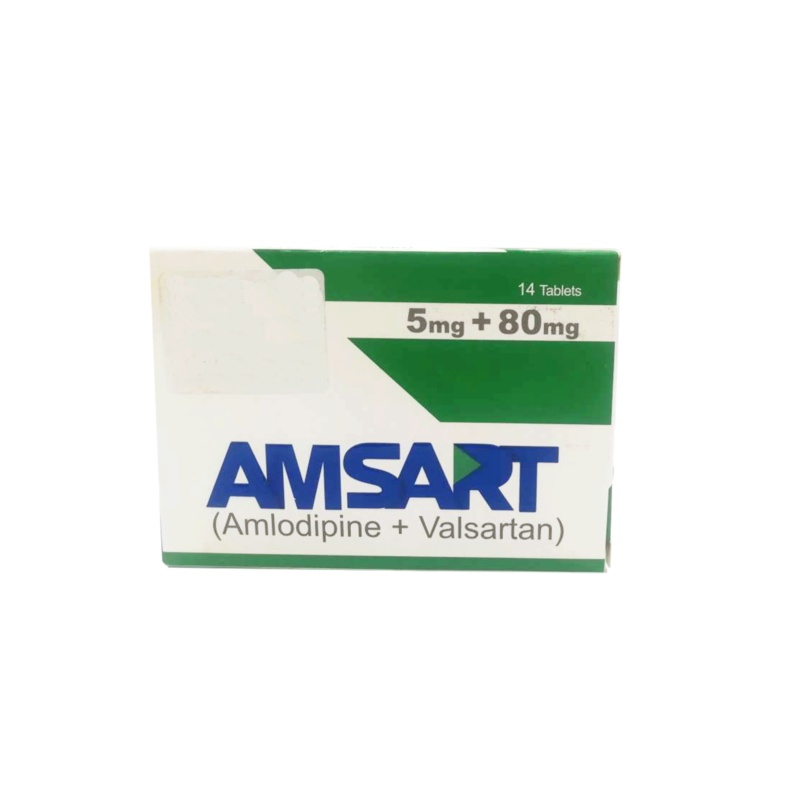 14 Tablets
5mg + 80mg
AMSART
(Amlodipine + Valsartan)